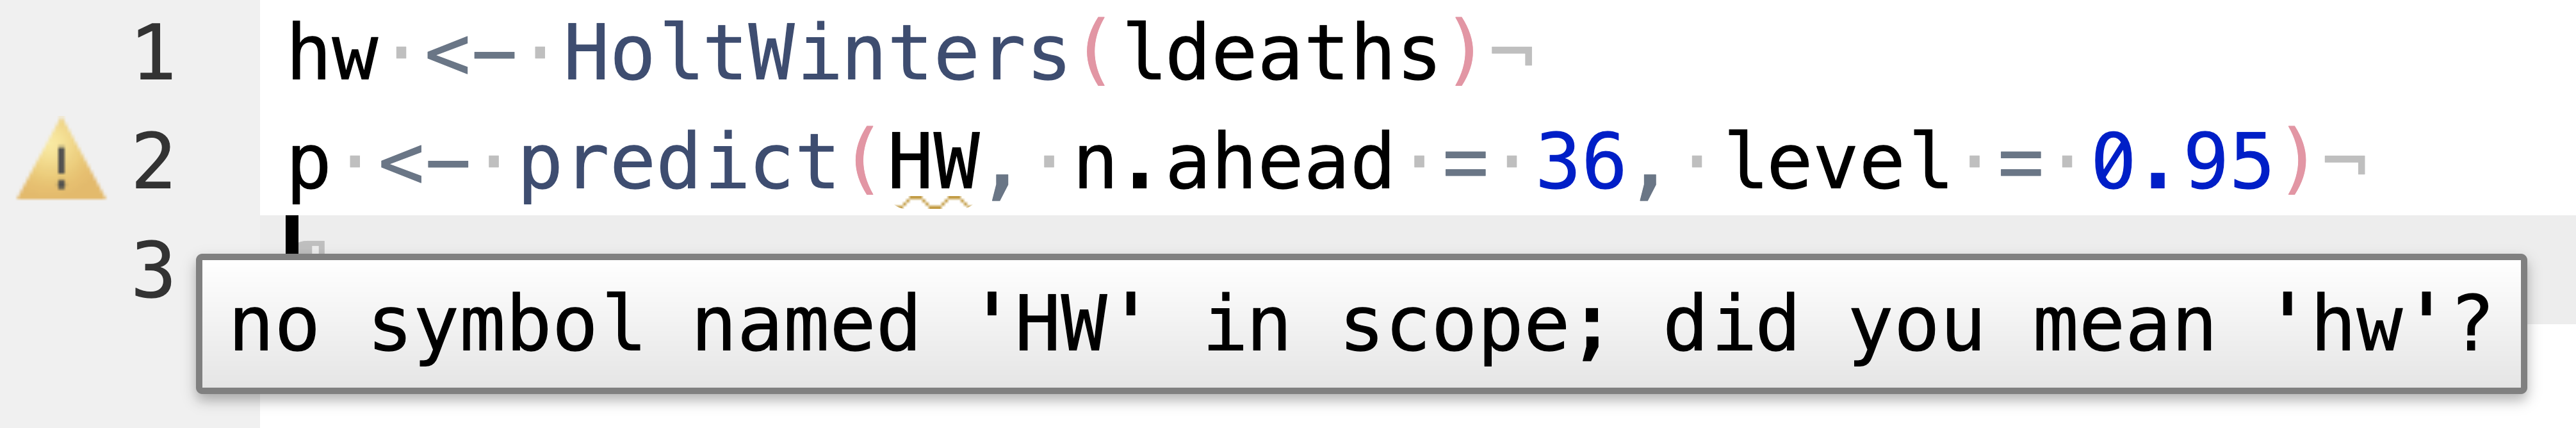 1 hw <- HoltWinters(ldeaths)
2 p <- predict(HW, n.ahead = 36, level = 0.95)
3
no symbol named 'HW' in scope; did you mean 'hw'?